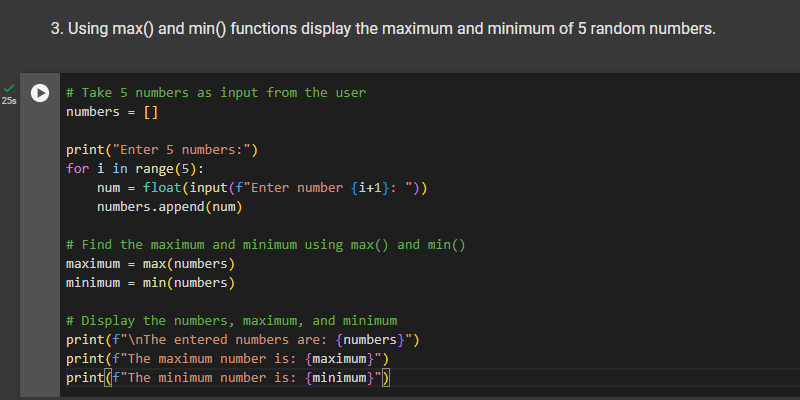 3. Using max() and min() functions display the maximum and minimum of 5 random numbers.
25s
# Take 5 numbers as input from the user
numbers = []
print("Enter 5 numbers:")
for i in range(5):
    num = float(input(f"Enter number {i+1}: "))
    numbers.append(num)
# Find the maximum and minimum using max() and min()
maximum = max(numbers)
minimum = min(numbers)
# Display the numbers, maximum, and minimum
print(f"\nThe entered numbers are: {numbers}")
print(f"The maximum number is: {maximum}")
print(f"The minimum number is: {minimum}")